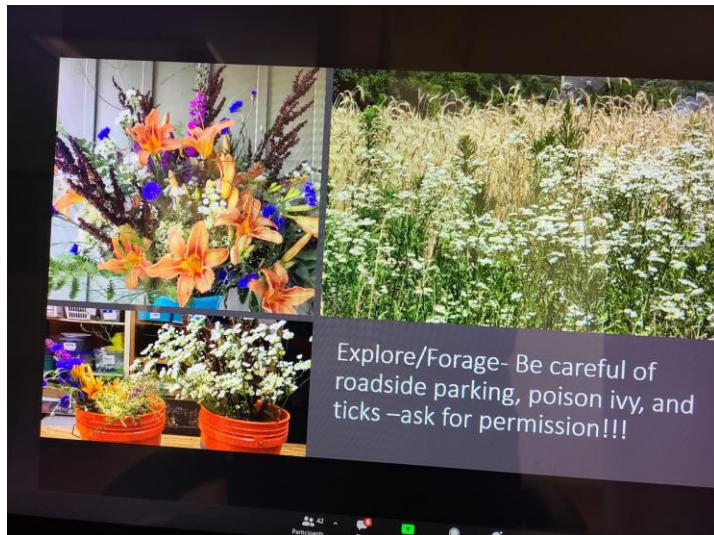 Explore/Forage- Be careful of
roadside parking, poison ivy, and
ticks –ask for permission!!!
42
Participants